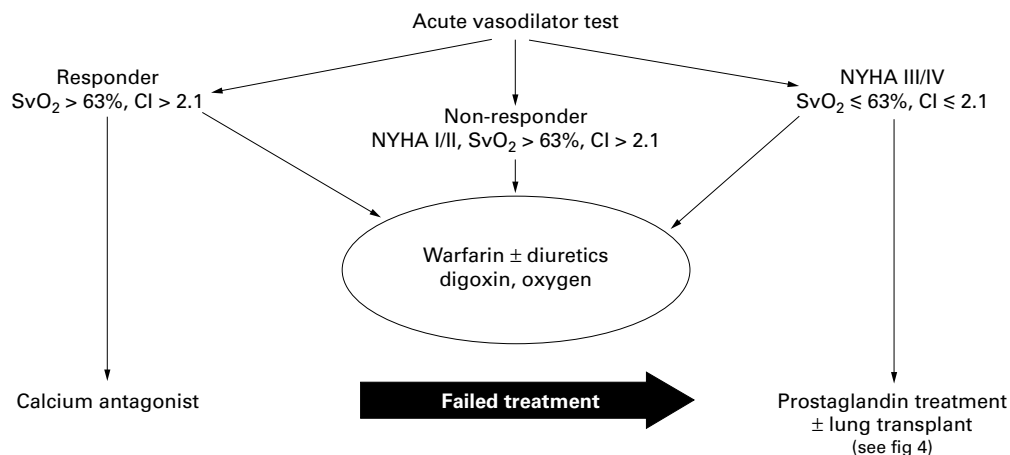 Acute vasodilator test
Responder
SvO₂ > 63%, CI > 2.1
NYHA III/IV
SvO₂ ⩽ 63%, CI ⩽ 2.1
Non-responder
NYHA I/II, SvO₂ > 63%, CI > 2.1
Warfarin ± diuretics
digoxin, oxygen
Calcium antagonist
Failed treatment
Prostaglandin treatment
± lung transplant
(see fig 4)